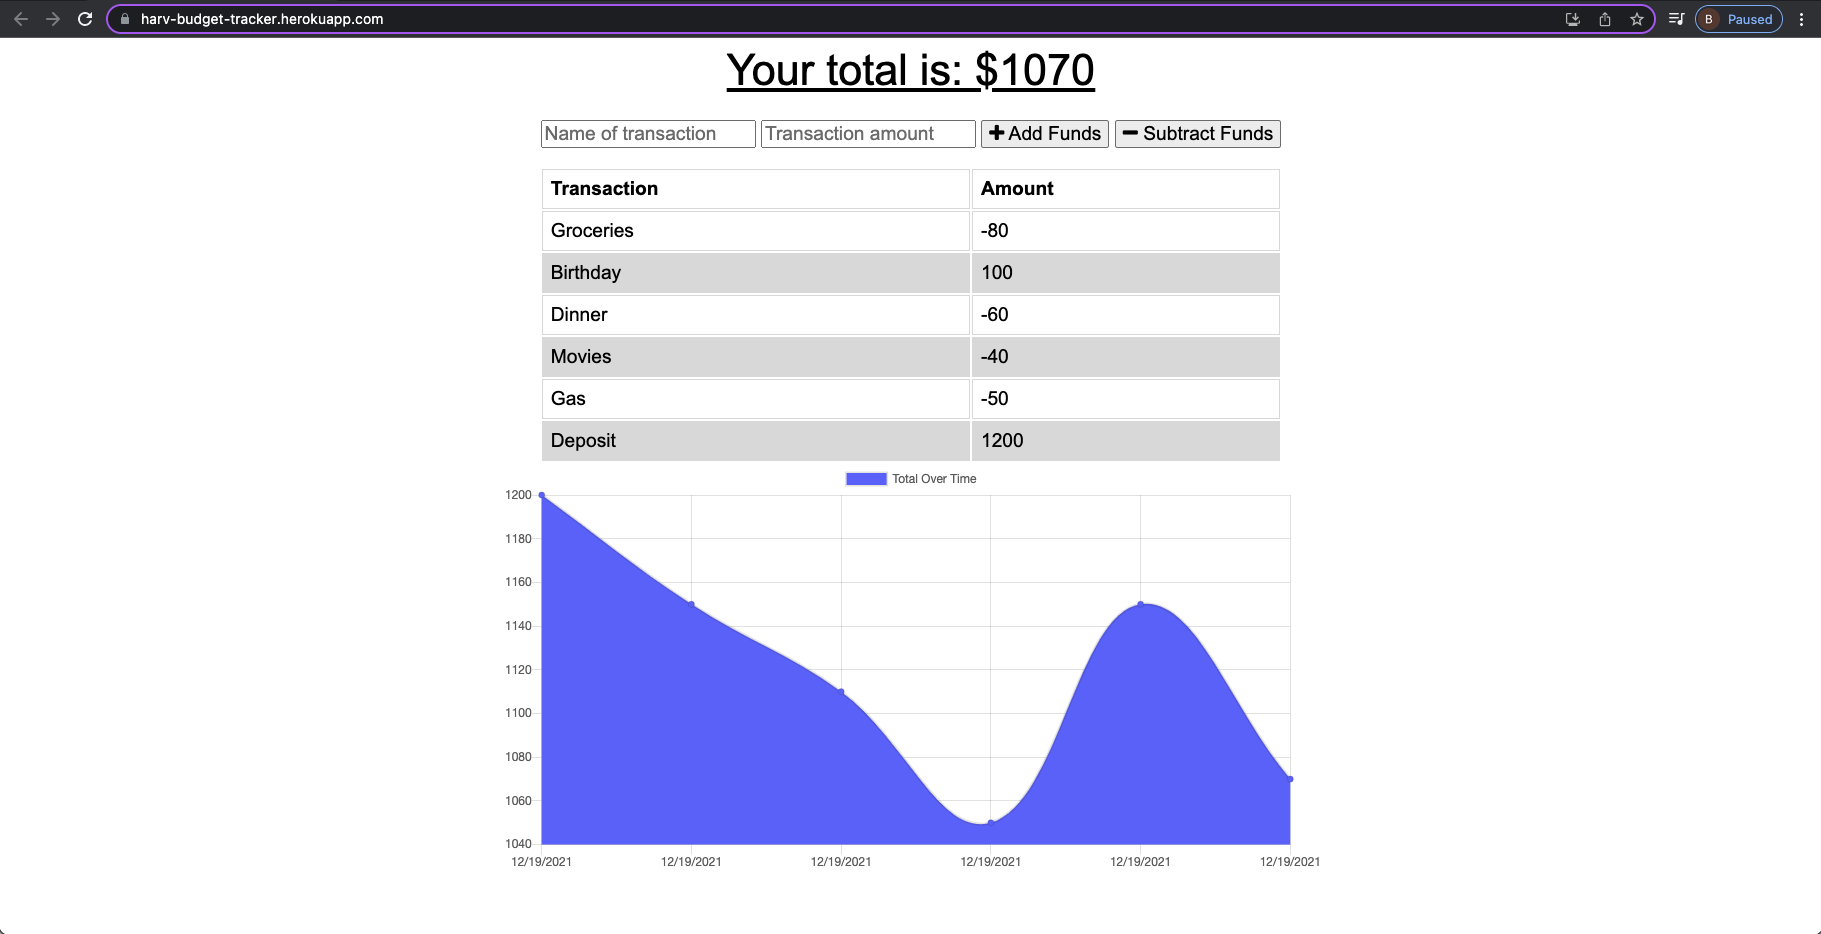 harv-budget-tracker.herokuapp.com B Paused
Your total is: $1070
Name of transaction Transaction amount Add Funds Subtract Funds
Transaction Amount
Groceries -80
Birthday 100
Dinner -60
Movies -40
Gas -50
Deposit 1200
Total Over Time
1200
1180
1160
1140
1120
1100
1080
1060
1040
12/19/2021 12/19/2021 12/19/2021 12/19/2021 12/19/2021 12/19/2021